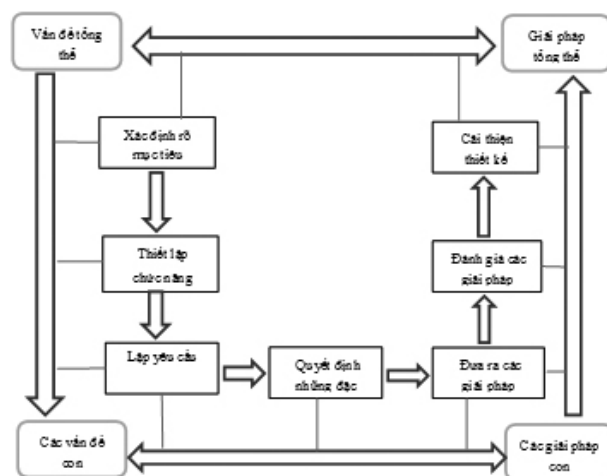 Vấn đề tổng
thể
Giải pháp
tổng thể
Xác định rõ
mục tiêu
Cải thiện
thiết kế
Thiết lập
chức năng
Đánh giá các
giải pháp
Lập yêu cầu
Quyết định
những đặc
Đưa ra các
giải pháp
Các vấn đề
con
Các giải pháp
con